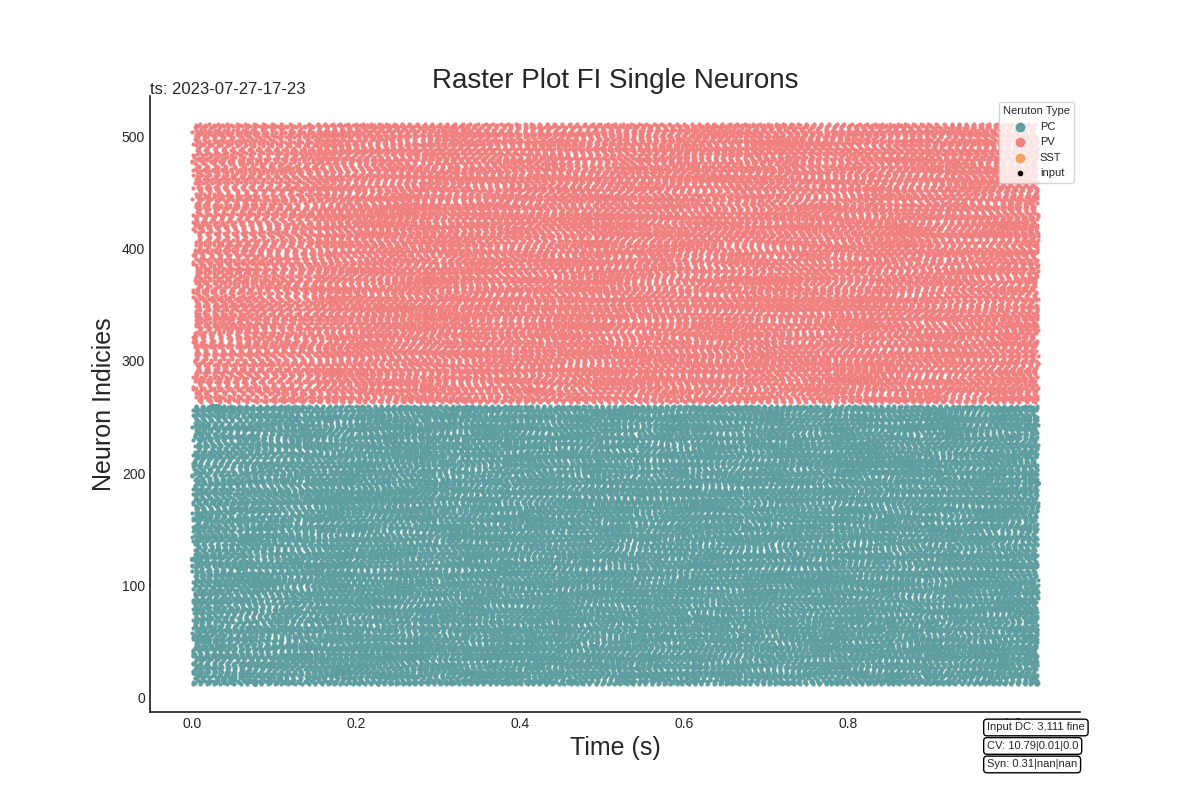 Raster Plot FI Single Neurons
ts: 2023-07-27-17-23
Neruton Type
PC
PV
SST
input
500
400
300
200
100
0
Neuron Indicies
0.0 0.2 0.4 0.6 0.8
Time (s)
Input DC: 3,111 fine
CV: 10.79|0.01|0.0
Syn: 0.31|nan|nan